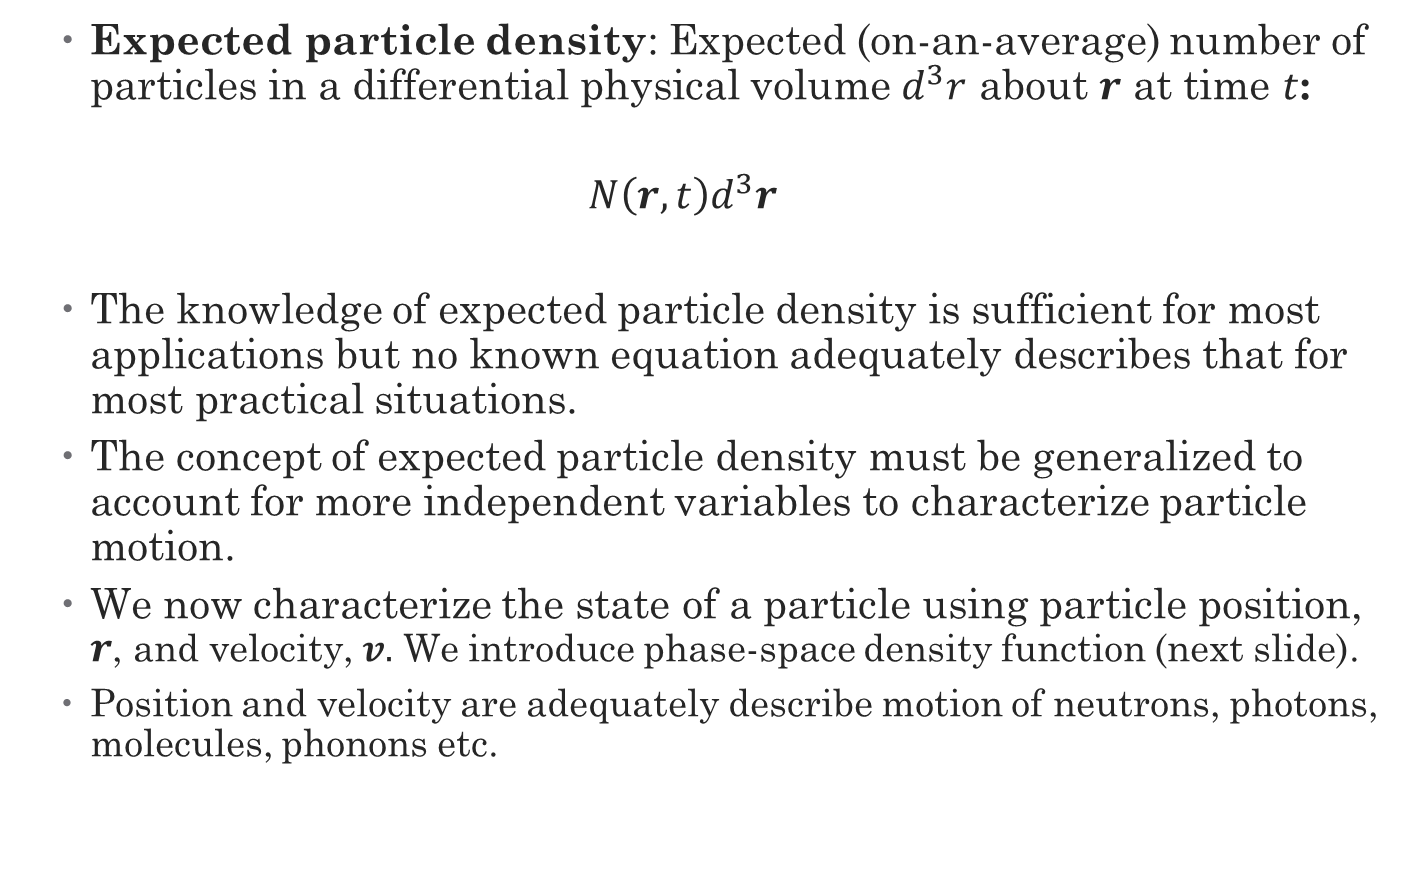 • Expected particle density: Expected (on-an-average) number of
particles in a differential physical volume d³r about r at time t:
N(r, t)d³r
• The knowledge of expected particle density is sufficient for most
applications but no known equation adequately describes that for
most practical situations.
• The concept of expected particle density must be generalized to
account for more independent variables to characterize particle
motion.
• We now characterize the state of a particle using particle position,
r, and velocity, v. We introduce phase-space density function (next slide).
• Position and velocity are adequately describe motion of neutrons, photons,
molecules, phonons etc.